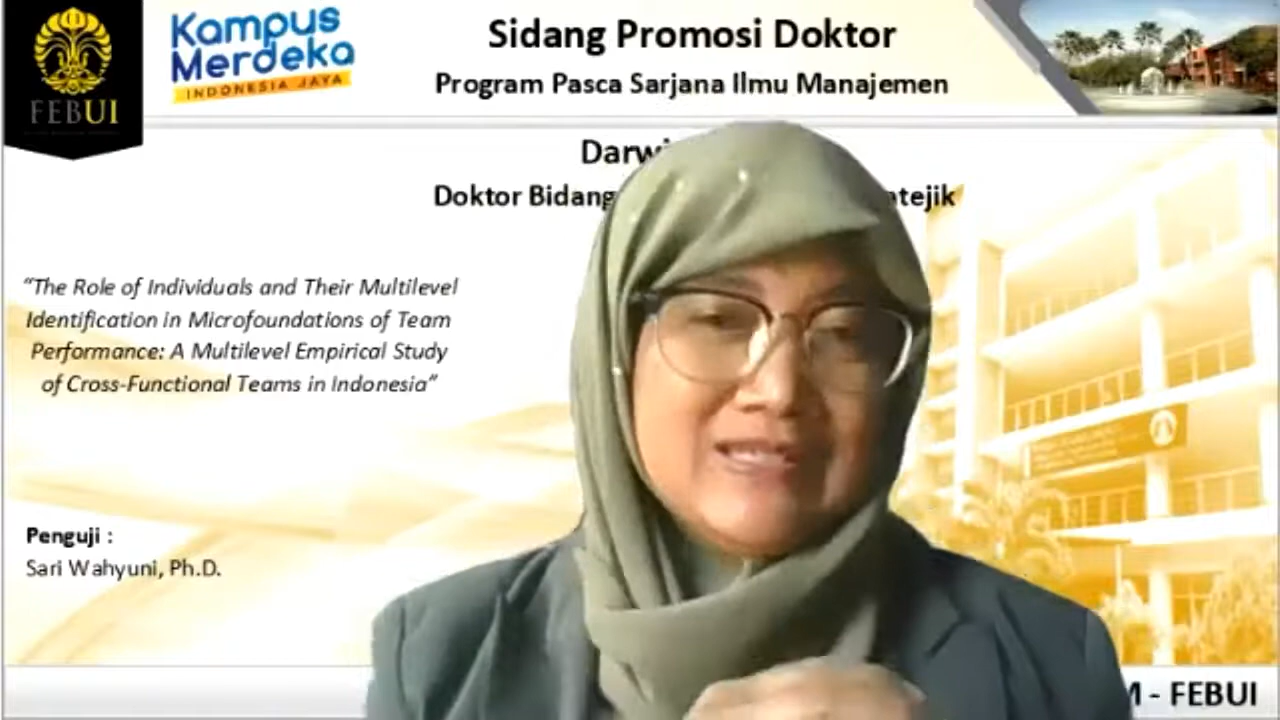 FEBUI
Kampus
Merdeka
INDONESIA JAYA
Sidang Promosi Doktor
Program Pasca Sarjana Ilmu Manajemen
Darwi
Doktor Bidang
atejik
“The Role of Individuals and Their Multilevel
Identification in Microfoundations of Team
Performance: A Multilevel Empirical Study
of Cross-Functional Teams in Indonesia”
Penguji :
Sari Wahyuni, Ph.D.
M - FEBUI